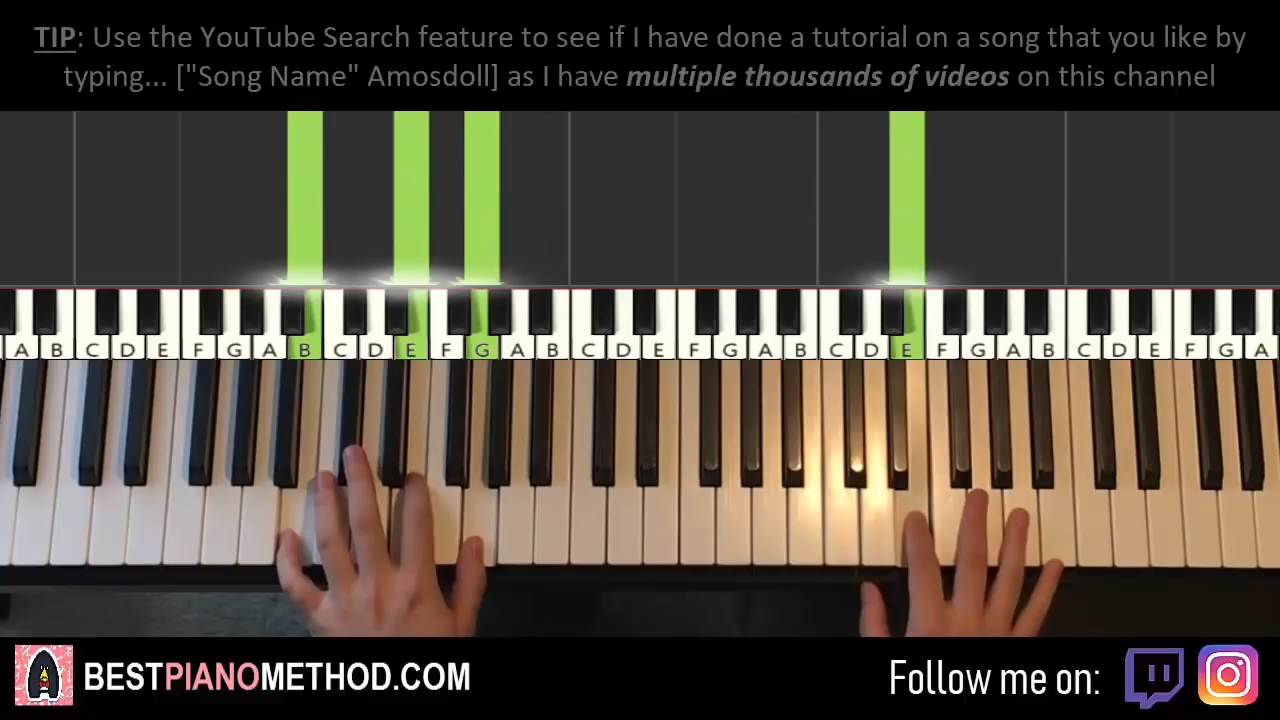 TIP: Use the YouTube Search feature to see if I have done a tutorial on a song that you like by
typing... ["Song Name" Amosdoll] as I have multiple thousands of videos on this channel
A B C D E F G A B C D E F G A B C D E F G A B C D E F G A B C D E F G A
BESTPIANOMETHOD.COM
Follow me on: